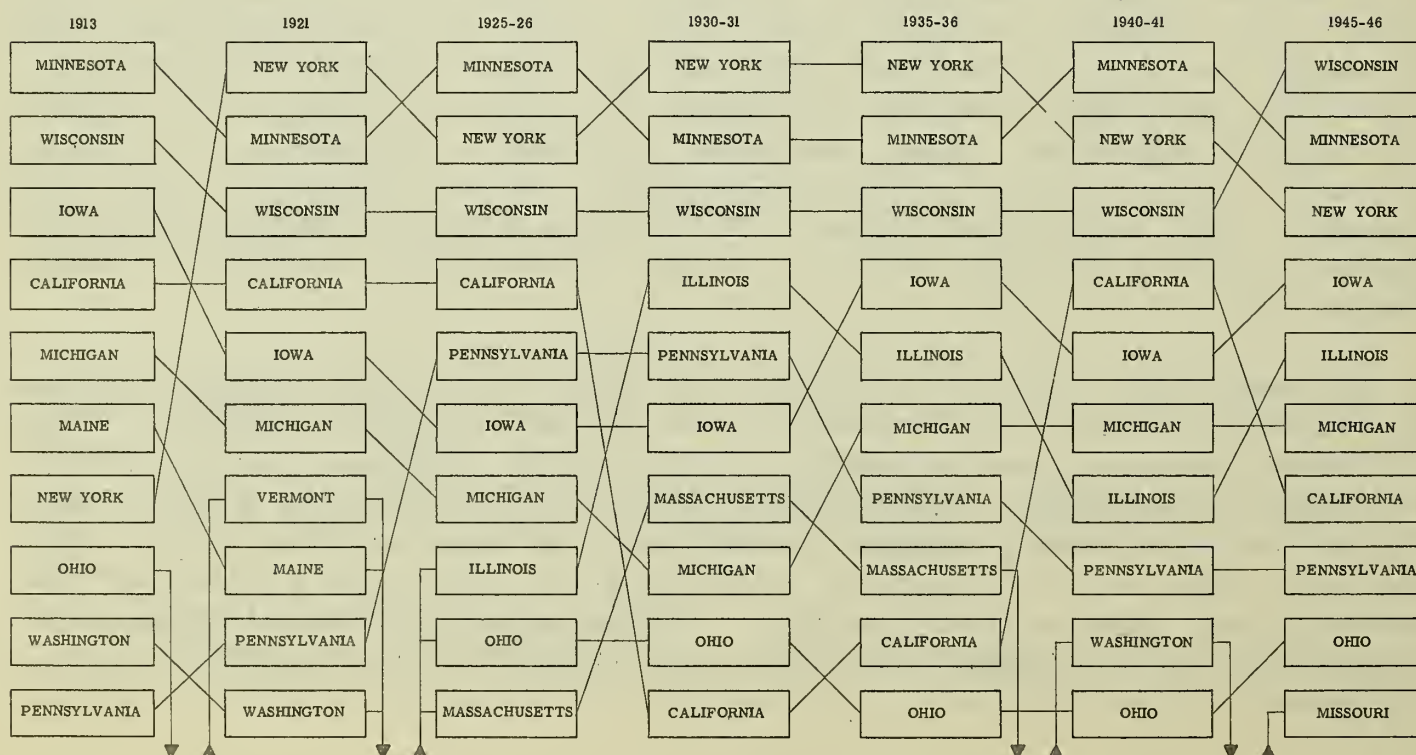 1913 1921 1925-26 1930-31 1935-36 1940-41 1945-46
MINNESOTA NEW YORK MINNESOTA NEW YORK NEW YORK MINNESOTA WISCONSIN
WISCONSIN MINNESOTA NEW YORK MINNESOTA MINNESOTA NEW YORK MINNESOTA
IOWA WISCONSIN WISCONSIN WISCONSIN WISCONSIN WISCONSIN NEW YORK
CALIFORNIA CALIFORNIA CALIFORNIA ILLINOIS IOWA CALIFORNIA IOWA
MICHIGAN IOWA PENNSYLVANIA PENNSYLVANIA ILLINOIS IOWA ILLINOIS
MAINE MICHIGAN IOWA IOWA MICHIGAN MICHIGAN MICHIGAN
NEW YORK VERMONT MICHIGAN MASSACHUSETTS PENNSYLVANIA ILLINOIS CALIFORNIA
OHIO MAINE ILLINOIS MICHIGAN MASSACHUSETTS PENNSYLVANIA PENNSYLVANIA
WASHINGTON PENNSYLVANIA OHIO OHIO CALIFORNIA WASHINGTON OHIO
PENNSYLVANIA WASHINGTON MASSACHUSETTS CALIFORNIA OHIO OHIO MISSOURI